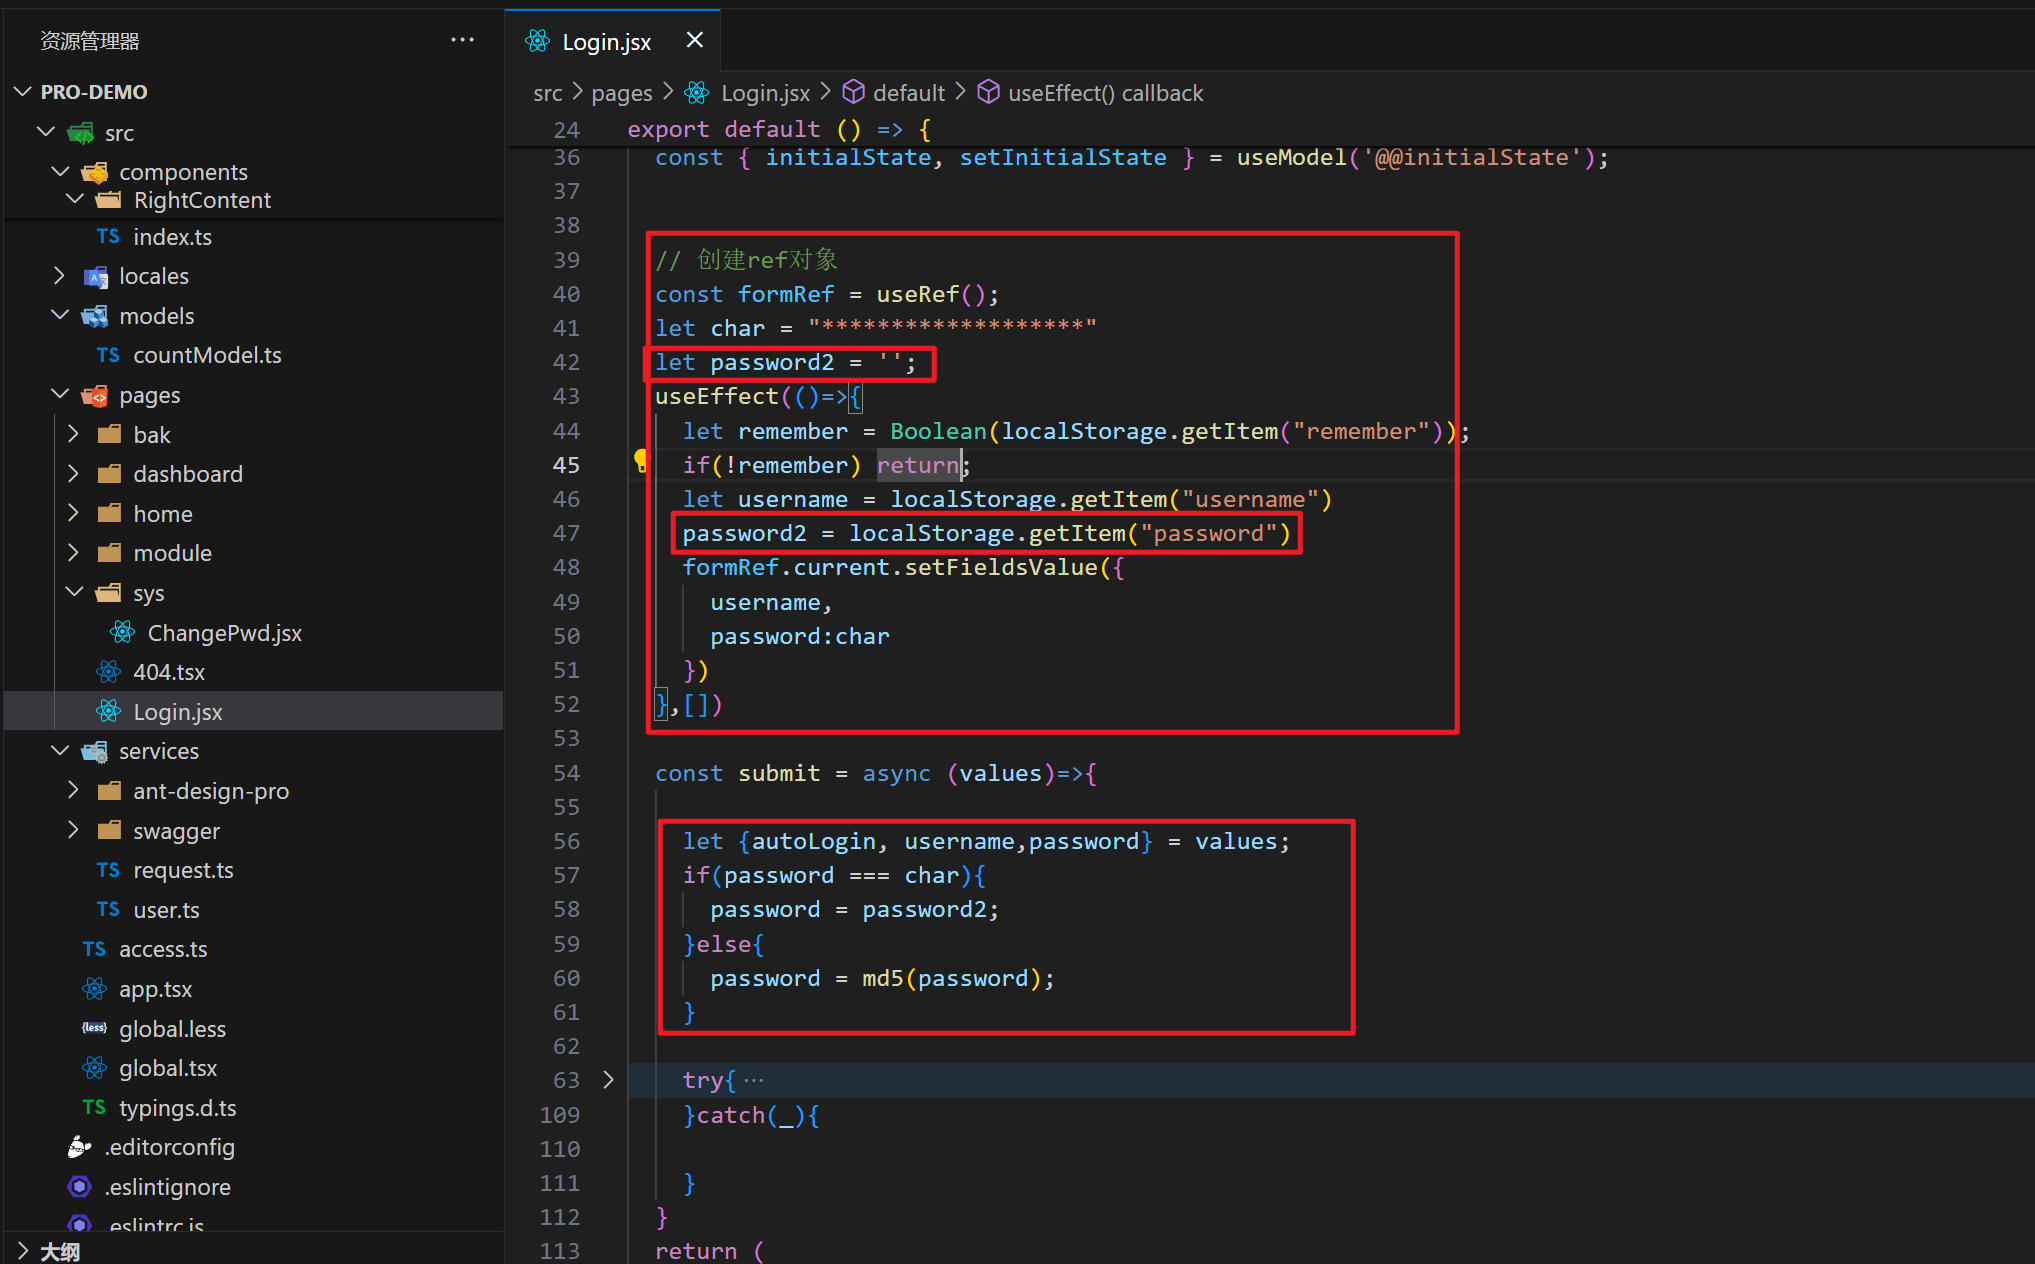 资源管理器
PRO-DEMO
src
components
RightContent
TS index.ts
locales
models
TS countModel.ts
pages
bak
dashboard
home
module
sys
ChangePwd.jsx
404.tsx
Login.jsx
services
ant-design-pro
swagger
TS request.ts
TS user.ts
TS access.ts
app.tsx
{less} global.less
global.tsx
TS typings.d.ts
.editorconfig
.eslintignore
.eslintrc.js
大纲
Login.jsx
src > pages > Login.jsx > default > useEffect() callback
24 export default () => {
36 const { initialState, setInitialState } = useModel('@@initialState');
37
38
39 // 创建ref对象
40 const formRef = useRef();
41 let char = "*******************"
42 let password2 = '';
43 useEffect(()=>{
44 let remember = Boolean(localStorage.getItem("remember"));
45 if(!remember) return;
46 let username = localStorage.getItem("username")
47 password2 = localStorage.getItem("password")
48 formRef.current.setFieldsValue({
49 username,
50 password:char
51 })
52 },[])
53
54 const submit = async (values)=>{
55
56 let {autoLogin, username,password} = values;
57 if(password === char){
58 password = password2;
59 }else{
60 password = md5(password);
61 }
62
63 try{ ···
109 }catch(_){
110
111 }
112 }
113 return (